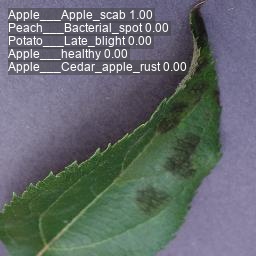 Apple___Apple_scab 1.00
Peach___Bacterial_spot 0.00
Potato___Late_blight 0.00
Apple___healthy 0.00
Apple___Cedar_apple_rust 0.00